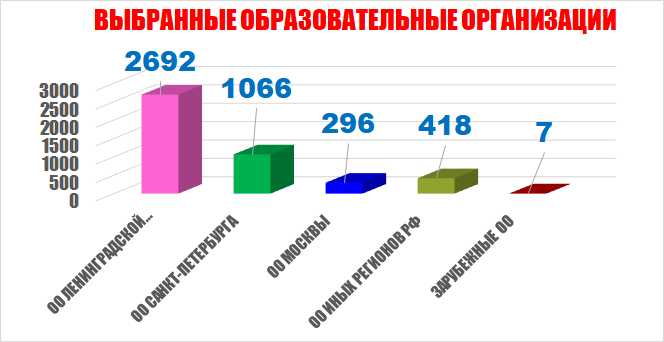 ВЫБРАННЫЕ ОБРАЗОВАТЕЛЬНЫЕ ОРГАНИЗАЦИИ
2692
1066
296
418
7
3000
2500
2000
1500
1000
500
0
ОО ЛЕНИНГРАДСКОЙ...
ОО САНКТ-ПЕТЕРБУРГА
ОО МОСКВЫ
ОО ИНЫХ РЕГИОНОВ РФ
ЗАРУБЕЖНЫЕ ОО